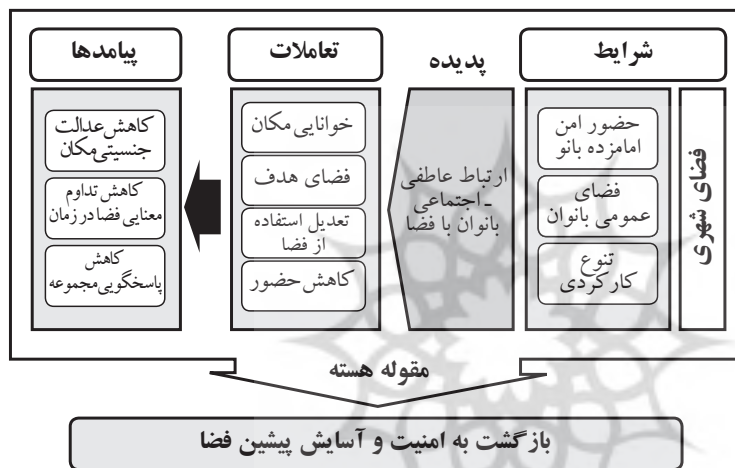 شرایط
پدیده
تعاملات
پیامدها
فضای شهری
حضور امن
امامزده بانو
فضای
عمومی بانوان
تنوع
کارکردی
ارتباط عاطفی
ـ اجتماعی
بانوان با فضا
خوانایی مکان
فضای هدف
تعدیل استفاده
از فضا
کاهش حضور
کاهش عدالت
جنسیتی مکان
کاهش تداوم
معنایی فضا در زمان
کاهش
پاسخگویی مجموعه
مقوله هسته
بازگشت به امنیت و آسایش پیشین فضا